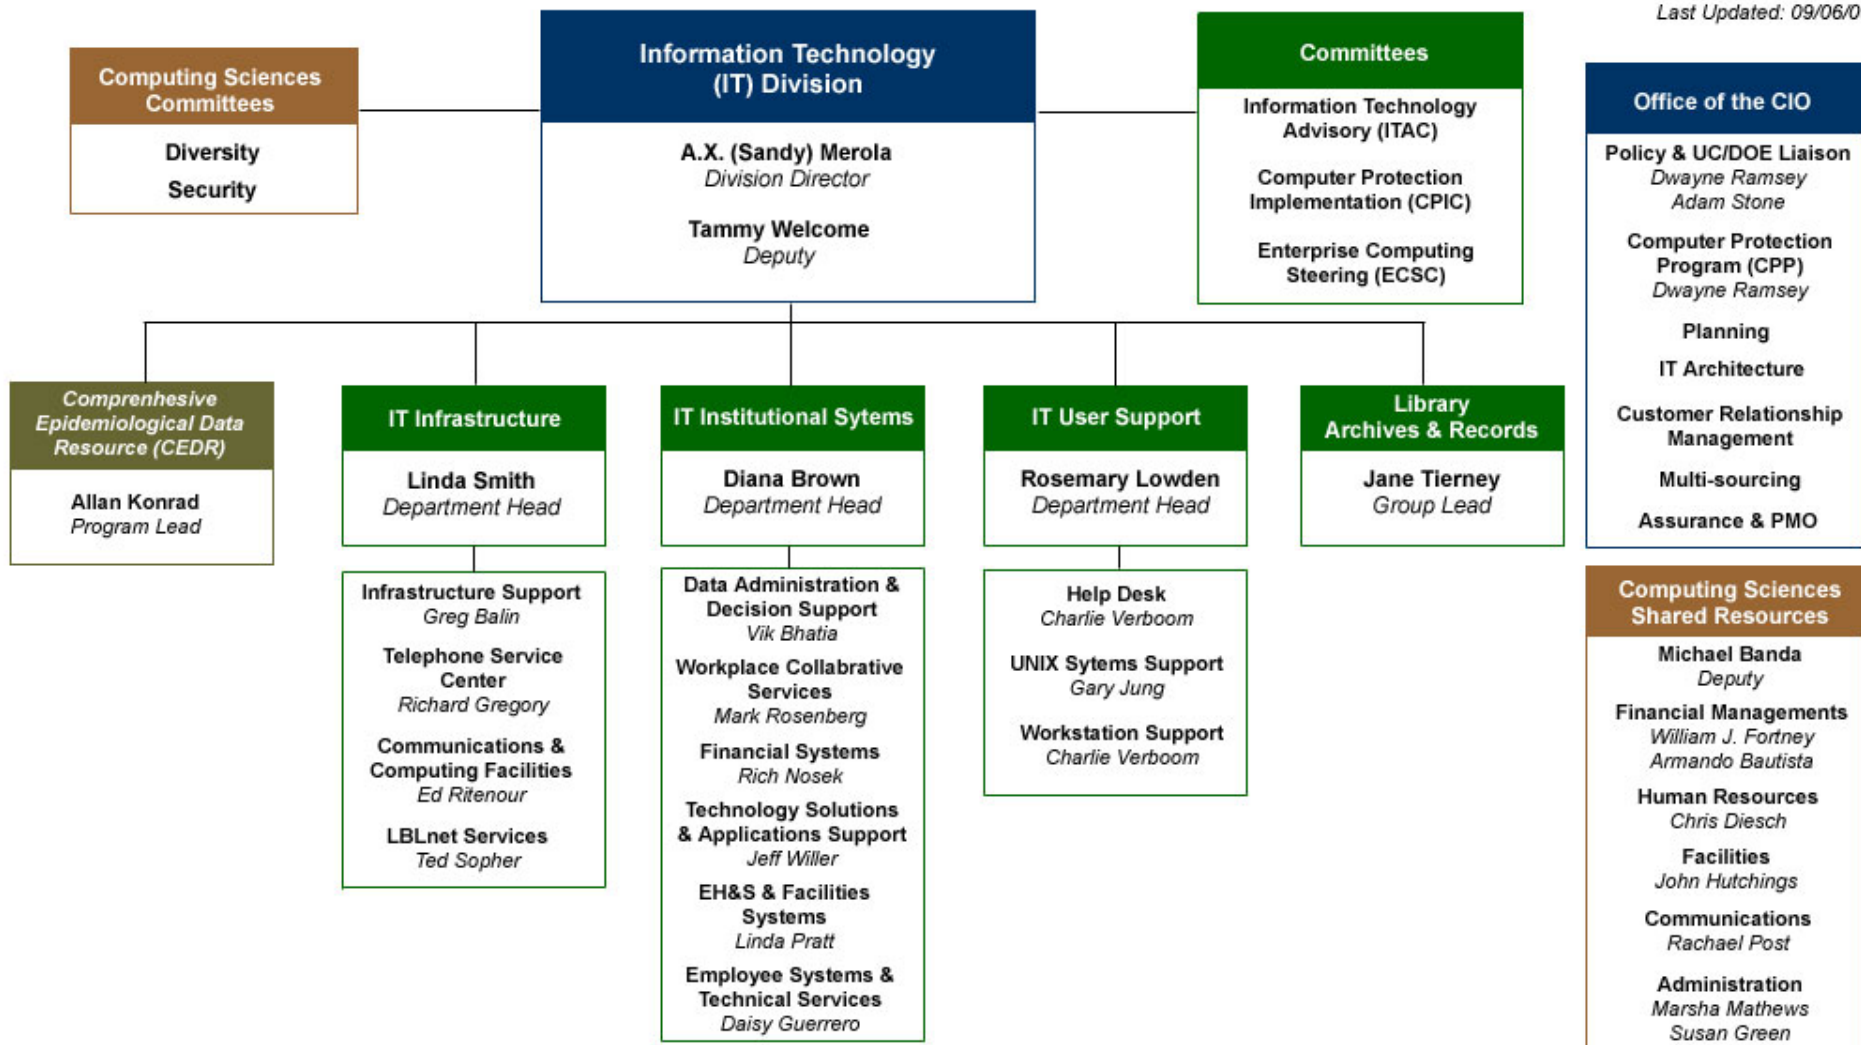 Last Updated: 09/06/0
Computing Sciences
Committees
Diversity
Security
Information Technology
(IT) Division
A.X. (Sandy) Merola
Division Director
Tammy Welcome
Deputy
Committees
Information Technology
Advisory (ITAC)
Computer Protection
Implementation (CPIC)
Enterprise Computing
Steering (ECSC)
Office of the CIO
Policy & UC/DOE Liaison
Dwayne Ramsey
Adam Stone
Computer Protection
Program (CPP)
Dwayne Ramsey
Planning
IT Architecture
Customer Relationship
Management
Multi-sourcing
Assurance & PMO
Comprenhesive
Epidemiological Data
Resource (CEDR)
Allan Konrad
Program Lead
IT Infrastructure
Linda Smith
Department Head
Infrastructure Support
Greg Balin
Telephone Service
Center
Richard Gregory
Communications &
Computing Facilities
Ed Ritenour
LBLnet Services
Ted Sopher
IT Institutional Sytems
Diana Brown
Department Head
Data Administration &
Decision Support
Vik Bhatia
Workplace Collabrative
Services
Mark Rosenberg
Financial Systems
Rich Nosek
Technology Solutions
& Applications Support
Jeff Willer
EH&S & Facilities
Systems
Linda Pratt
Employee Systems &
Technical Services
Daisy Guerrero
IT User Support
Rosemary Lowden
Department Head
Help Desk
Charlie Verboom
UNIX Sytems Support
Gary Jung
Workstation Support
Charlie Verboom
Library
Archives & Records
Jane Tierney
Group Lead
Computing Sciences
Shared Resources
Michael Banda
Deputy
Financial Managements
William J. Fortney
Armando Bautista
Human Resources
Chris Diesch
Facilities
John Hutchings
Communications
Rachael Post
Administration
Marsha Mathews
Susan Green